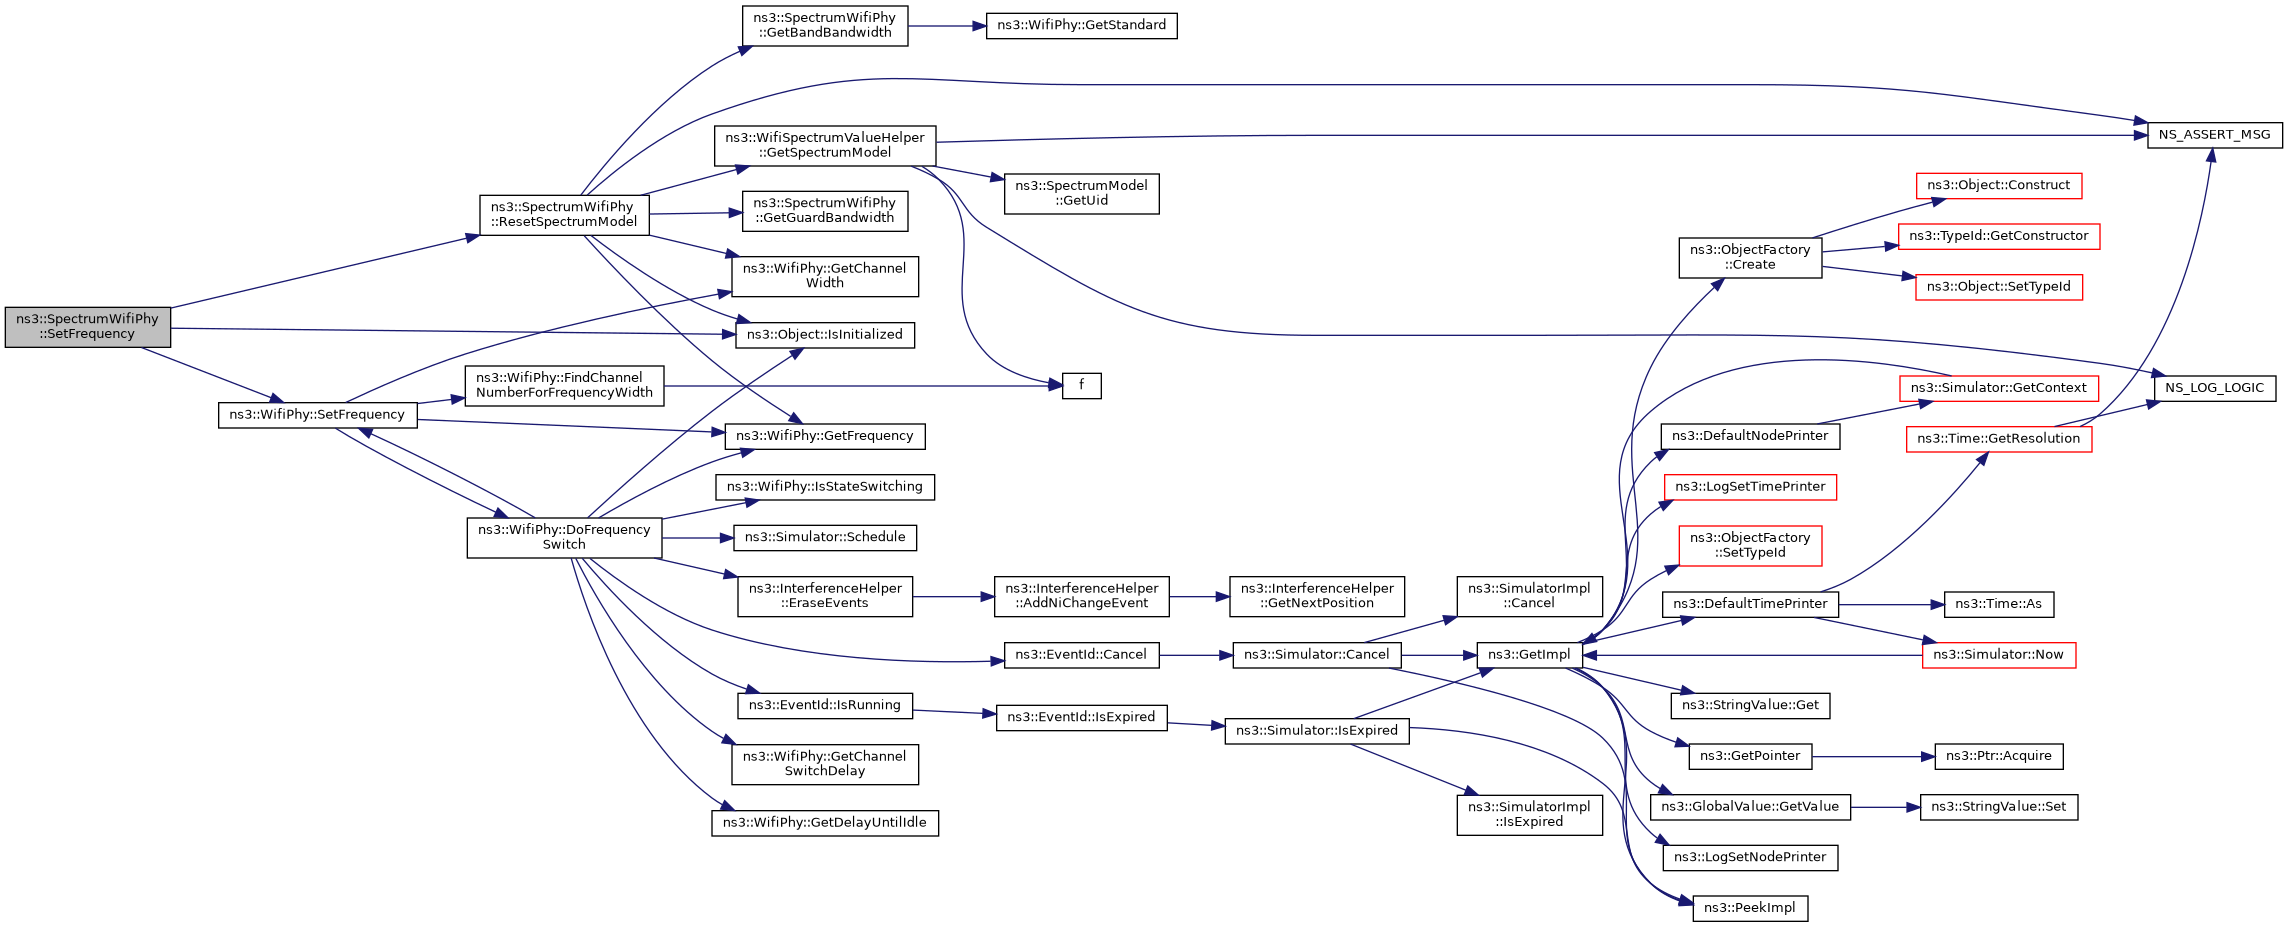 ns3::SpectrumWifiPhy
::SetFrequency
ns3::SpectrumWifiPhy
::ResetSpectrumModel
ns3::WifiPhy::SetFrequency
ns3::WifiPhy::FindChannel
NumberForFrequencyWidth
ns3::WifiPhy::DoFrequency
Switch
ns3::SpectrumWifiPhy
::GetBandBandwidth
ns3::WifiPhy::GetStandard
ns3::WifiSpectrumValueHelper
::GetSpectrumModel
ns3::SpectrumModel
::GetUid
ns3::SpectrumWifiPhy
::GetGuardBandwidth
ns3::WifiPhy::GetChannel
Width
ns3::Object::IsInitialized
f
ns3::WifiPhy::GetFrequency
ns3::WifiPhy::IsStateSwitching
ns3::Simulator::Schedule
ns3::InterferenceHelper
::EraseEvents
ns3::InterferenceHelper
::AddNiChangeEvent
ns3::InterferenceHelper
::GetNextPosition
ns3::EventId::Cancel
ns3::Simulator::Cancel
ns3::EventId::IsRunning
ns3::EventId::IsExpired
ns3::Simulator::IsExpired
ns3::WifiPhy::GetChannel
SwitchDelay
ns3::WifiPhy::GetDelayUntilIdle
ns3::SimulatorImpl
::Cancel
ns3::GetImpl
ns3::SimulatorImpl
::IsExpired
ns3::ObjectFactory
::Create
ns3::DefaultNodePrinter
ns3::LogSetTimePrinter
ns3::ObjectFactory
::SetTypeId
ns3::DefaultTimePrinter
ns3::StringValue::Get
ns3::GetPointer
ns3::GlobalValue::GetValue
ns3::LogSetNodePrinter
ns3::PeekImpl
ns3::Object::Construct
ns3::TypeId::GetConstructor
ns3::Object::SetTypeId
ns3::Simulator::GetContext
ns3::Time::GetResolution
ns3::Time::As
ns3::Simulator::Now
ns3::Ptr::Acquire
ns3::StringValue::Set
NS_ASSERT_MSG
NS_LOG_LOGIC